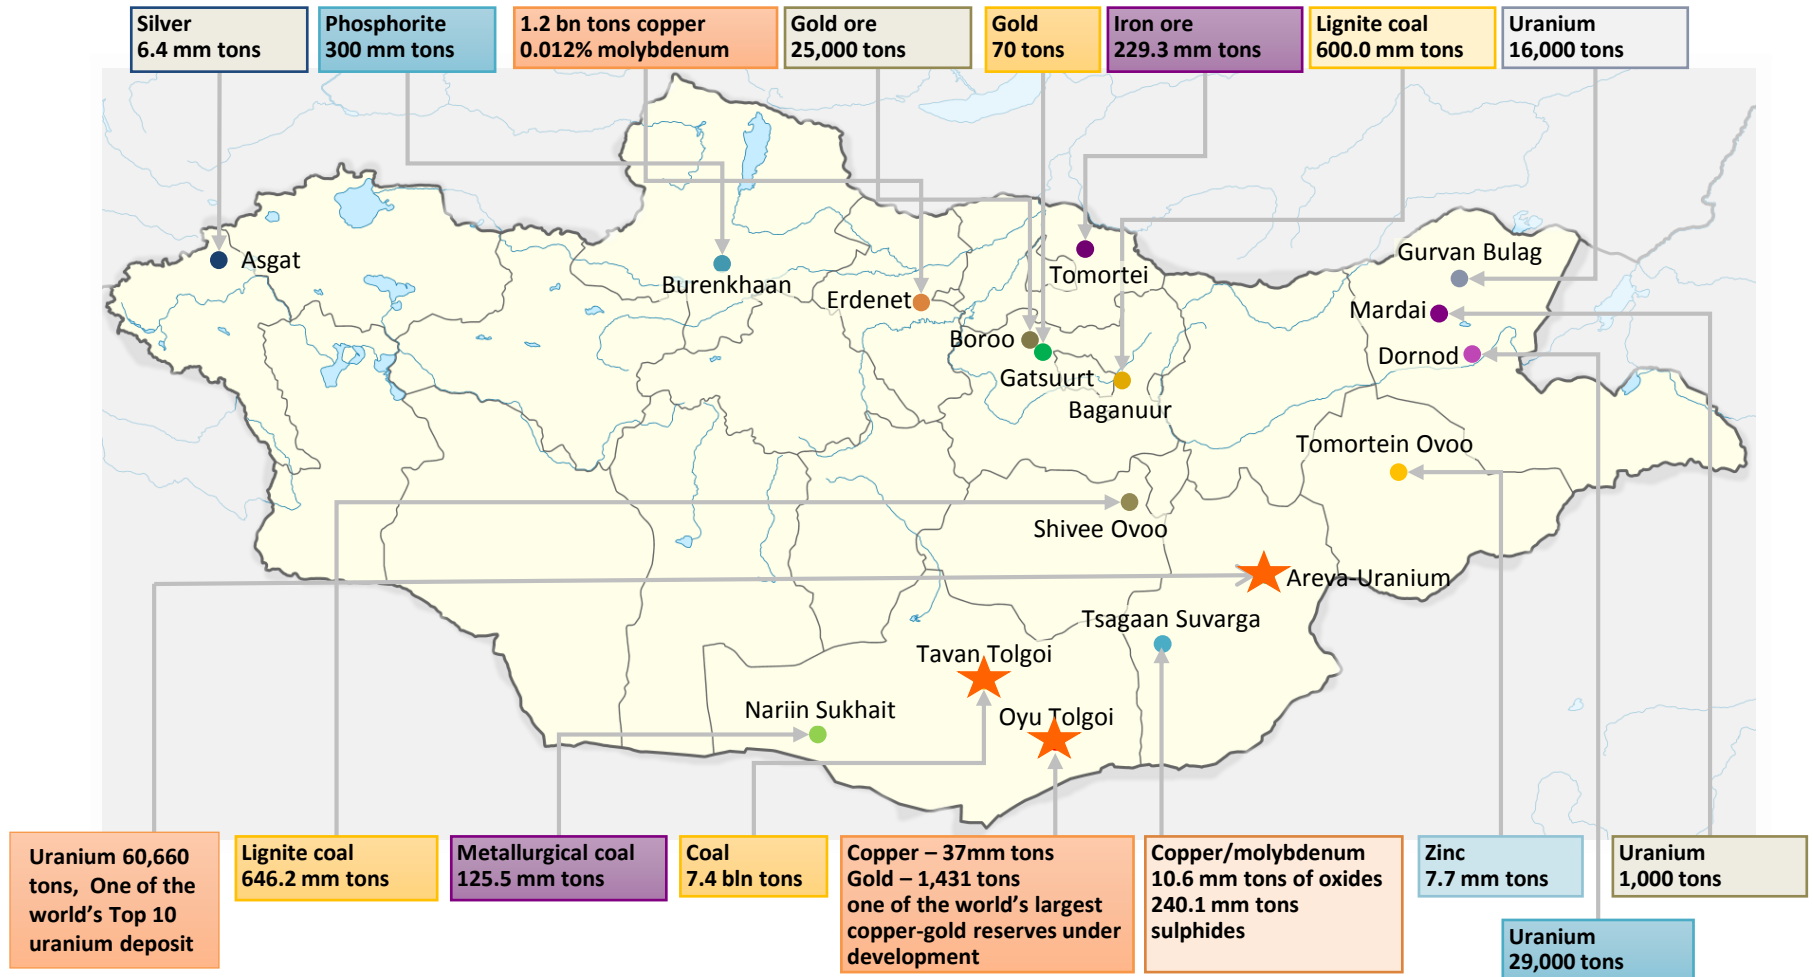 Silver
6.4 mm tons
Phosphorite
300 mm tons
1.2 bn tons copper
0.012% molybdenum
Gold ore
25,000 tons
Gold
70 tons
Iron ore
229.3 mm tons
Lignite coal
600.0 mm tons
Uranium
16,000 tons
Asgat
Burenkhaan
Erdenet
Tomortei
Boroo
Gatsuurt
Baganuur
Gurvan Bulag
Mardai
Dornod
Tomortein Ovoo
Shivee Ovoo
Areva Uranium
Tsagaan Suvarga
Tavan Tolgoi
Nariin Sukhait
Oyu Tolgoi
Uranium 60,660
tons, One of the
world's Top 10
uranium deposit
Lignite coal
646.2 mm tons
Metallurgical coal
125.5 mm tons
Coal
7.4 bln tons
Copper – 37mm tons
Gold – 1,431 tons
one of the world's largest
copper-gold reserves under
development
Copper/molybdenum
10.6 mm tons of oxides
240.1 mm tons
sulphides
Zinc
7.7 mm tons
Uranium
1,000 tons
Uranium
29,000 tons